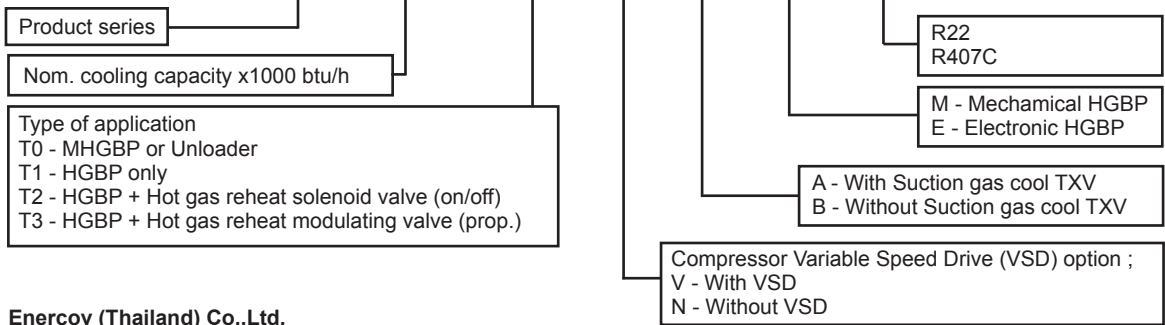 Product series
Nom. cooling capacity x1000 btu/h
Type of application
T0 - MHGBP or Unloader
T1 - HGBP only
T2 - HGBP + Hot gas reheat solenoid valve (on/off)
T3 - HGBP + Hot gas reheat modulating valve (prop.)
R22
R407C
M - Mechamical HGBP
E - Electronic HGBP
A - With Suction gas cool TXV
B - Without Suction gas cool TXV
Compressor Variable Speed Drive (VSD) option ;
V - With VSD
N - Without VSD
Enercov (Thailand) Co.,Ltd.